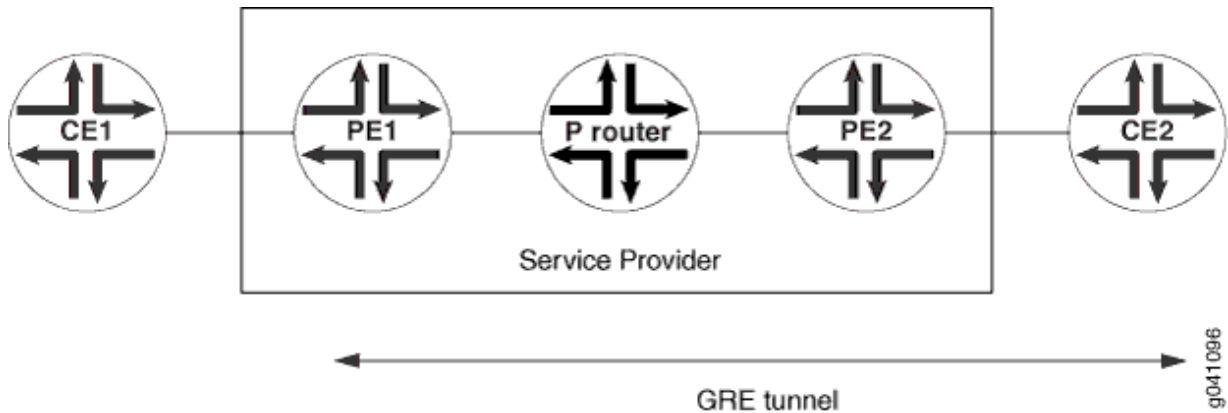 CE1
PE1
P router
PE2
CE2
Service Provider
GRE tunnel
g041096